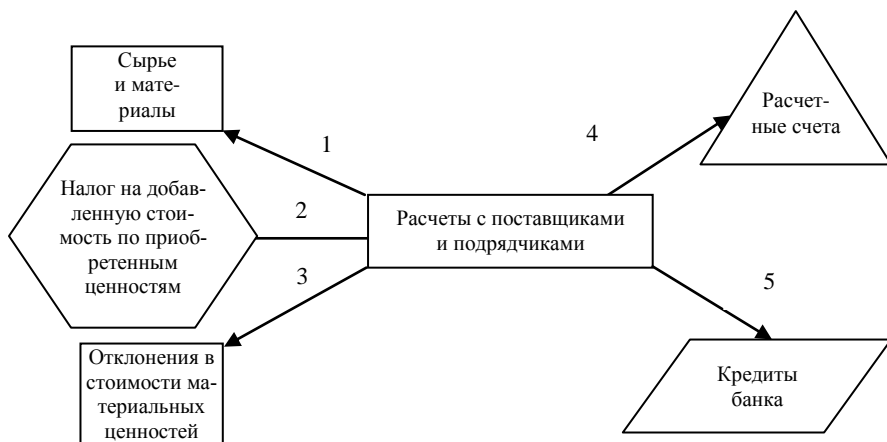 Сырье
и мате-
риалы
1
Налог на добав-
ленную стои-
мость по приоб-
ретенным
ценностям
2
3
Отклонения в
стоимости ма-
териальных
ценностей
Расчеты с поставщиками
и подрядчиками
4
Расчет-
ные счета
5
Кредиты
банка